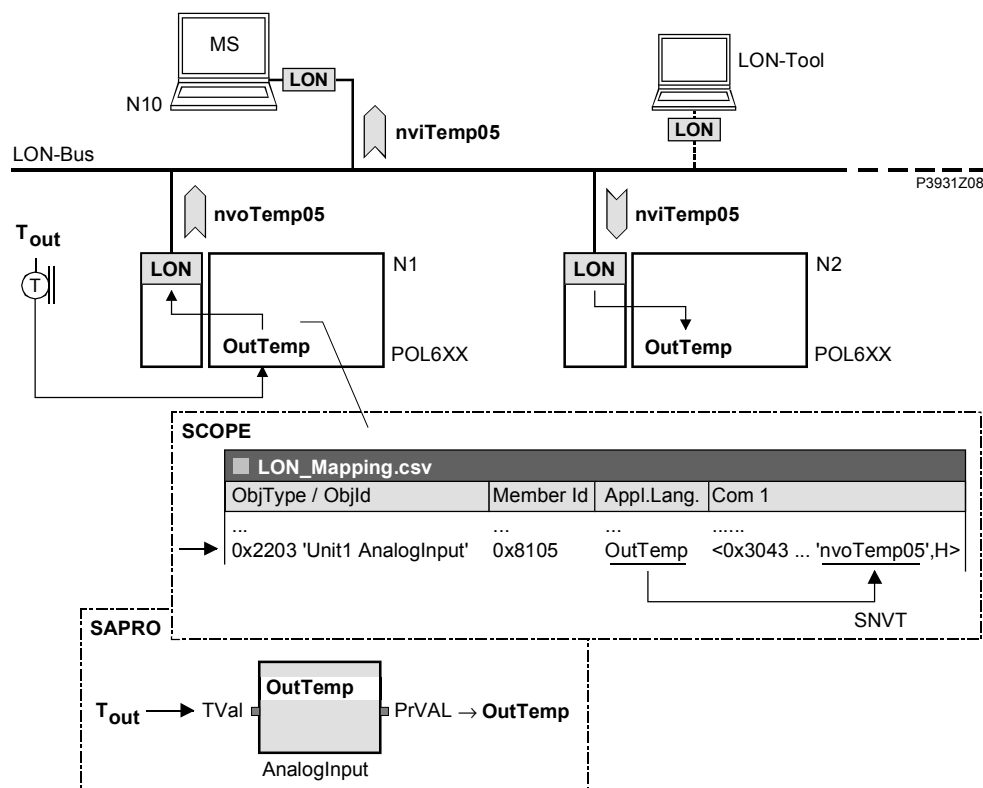 MS
LON
LON-Tool
N10
nviTemp05
LON
LON-Bus
P3931Z08
nvoTemp05
nviTemp05
Tout
T
LON
N1
LON
N2
OutTemp
POL6XX
OutTemp
POL6XX
SCOPE
LON_Mapping.csv
ObjType / ObjId Member Id Appl.Lang. Com 1
... ... ... ......
0x2203 'Unit1 AnalogInput' 0x8105 OutTemp <0x3043 ... 'nvoTemp05',H>
SNVT
SAPRO
OutTemp
Tout TVal PrVAL → OutTemp
AnalogInput